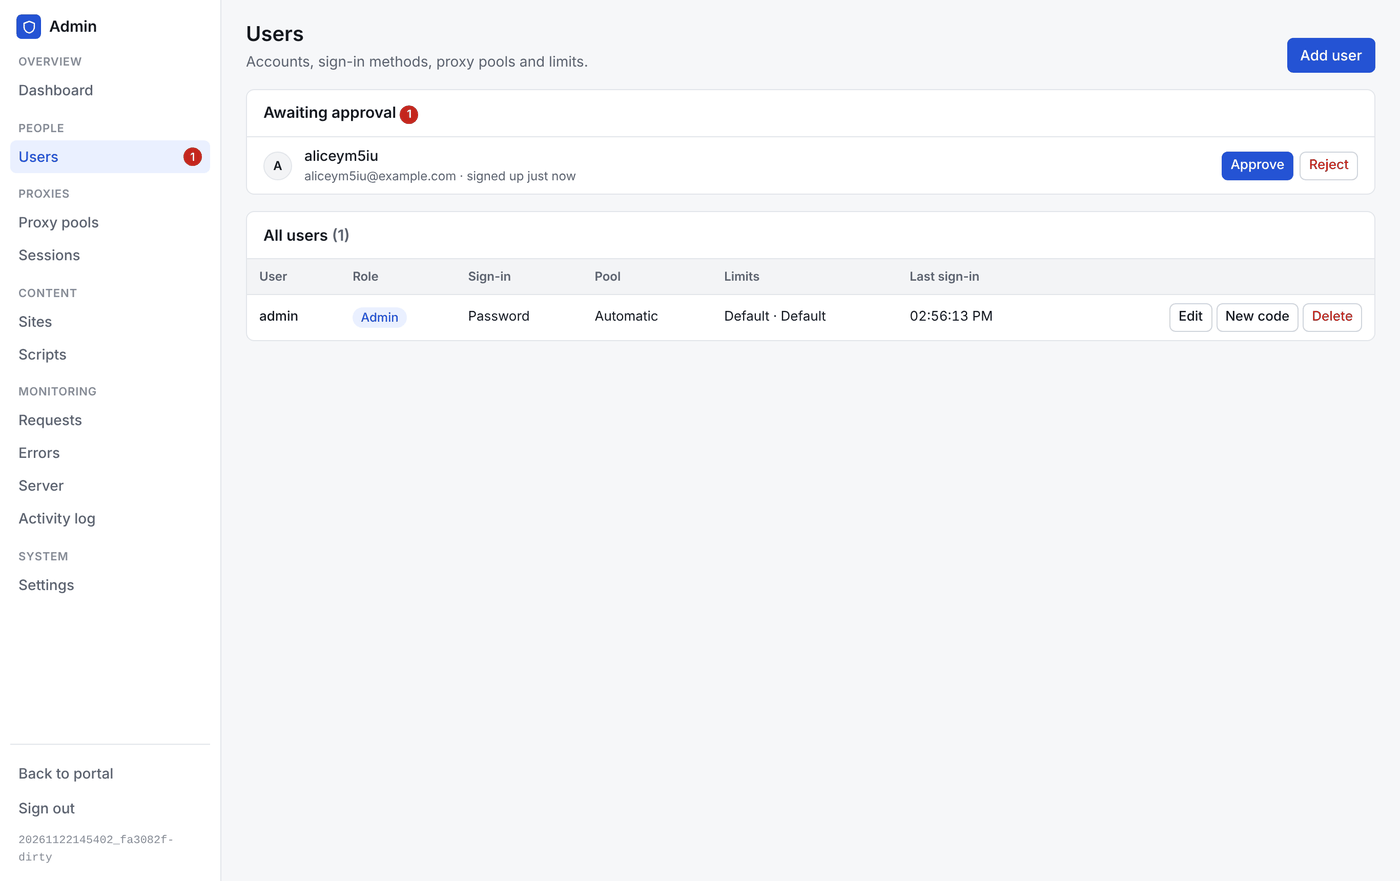 Admin
OVERVIEW
Dashboard
PEOPLE
Users 1
PROXIES
Proxy pools
Sessions
CONTENT
Sites
Scripts
MONITORING
Requests
Errors
Server
Activity log
SYSTEM
Settings
Back to portal
Sign out
20261122145402_fa3082f-
dirty
Users
Accounts, sign-in methods, proxy pools and limits.
Add user
Awaiting approval 1
A
aliceym5iu
aliceym5iu@example.com · signed up just now
Approve Reject
All users (1)
User Role Sign-in Pool Limits Last sign-in
admin Admin Password Automatic Default · Default 02:56:13 PM Edit New code Delete